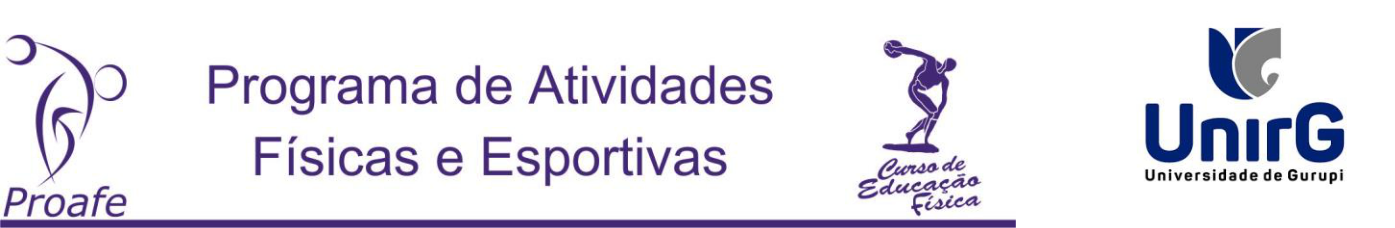 Proafe
Programa de Atividades
Físicas e Esportivas
Curso de
Educação
Física
UnirG
Universidade de Gurupi